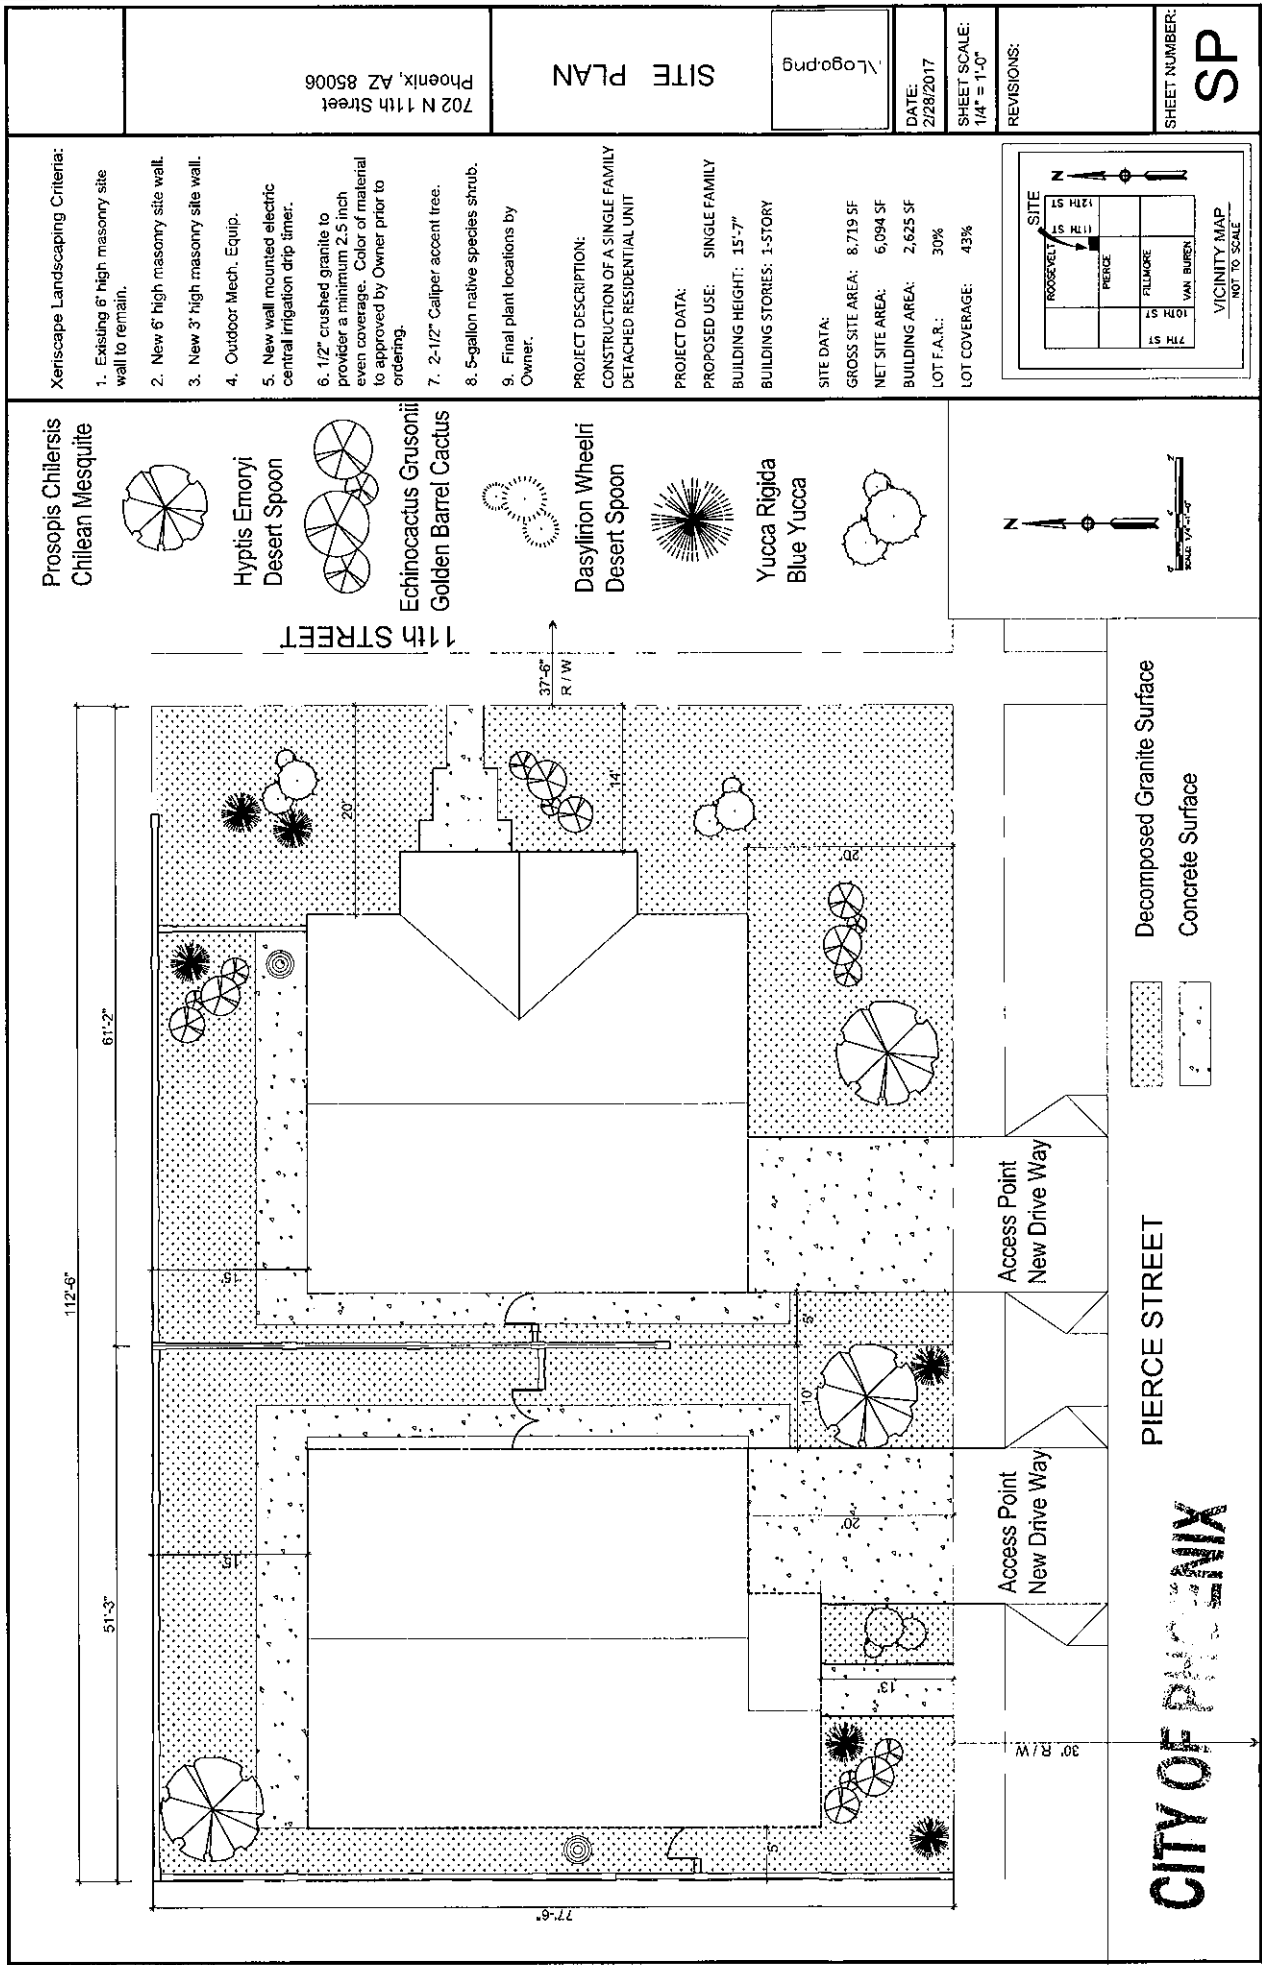 Xeriscape Landscaping Criteria:
1. Existing 6' high masonry site
wall to remain.
2. New 6' high masonry site wall.
3. New 3' high masonry site wall.
4. Outdoor Mech. Equip.
5. New wall mounted electric
central irrigation drip timer.
6. 1/2" crushed granite to
provider a minimum 2.5 inch
even coverage. Color of material
to approved by Owner prior to
ordering.
7. 2-1/2" Caliper accent tree.
8. 5-gallon native species shrub.
9. Final plant locations by
Owner.
PROJECT DESCRIPTION:
CONSTRUCTION OF A SINGLE FAMILY
DETACHED RESIDENTIAL UNIT
PROJECT DATA:
PROPOSED USE: SINGLE FAMILY
BUILDING HEIGHT: 15'-7"
BUILDING STORIES: 1-STORY
SITE DATA:
GROSS SITE AREA: 8,719 SF
NET SITE AREA: 6,094 SF
BUILDING AREA: 2,625 SF
LOT F.A.R.: 30%
LOT COVERAGE: 43%
SITE
ROOSEVELT
PIERCE
FILLMORE
VAN BUREN
7TH ST
10TH ST
11TH ST
12TH ST
N
VICINITY MAP
NOT TO SCALE
702 N 11th Street
Phoenix, AZ 85006
SITE PLAN
.\Logo.png
DATE:
2/28/2017
SHEET SCALE:
1/4" = 1'-0"
REVISIONS:
SHEET NUMBER:
SP
Prosopis Chilersis
Chilean Mesquite
Hyptis Emoryi
Desert Spoon
Echinocactus Grusonii
Golden Barrel Cactus
Dasylirion Wheelri
Desert Spoon
Yucca Rigida
Blue Yucca
N
SCALE: 1/4"=1'-0"
11th STREET
37'-6"
R / W
112'-6"
61'-2"
51'-3"
77'-6"
20'
14'
20'
15'
15'
5'
10'
20'
13'
5'
30' R / W
Access Point
New Drive Way
Access Point
New Drive Way
PIERCE STREET
Decomposed Granite Surface
Concrete Surface
CITY OF PHOENIX